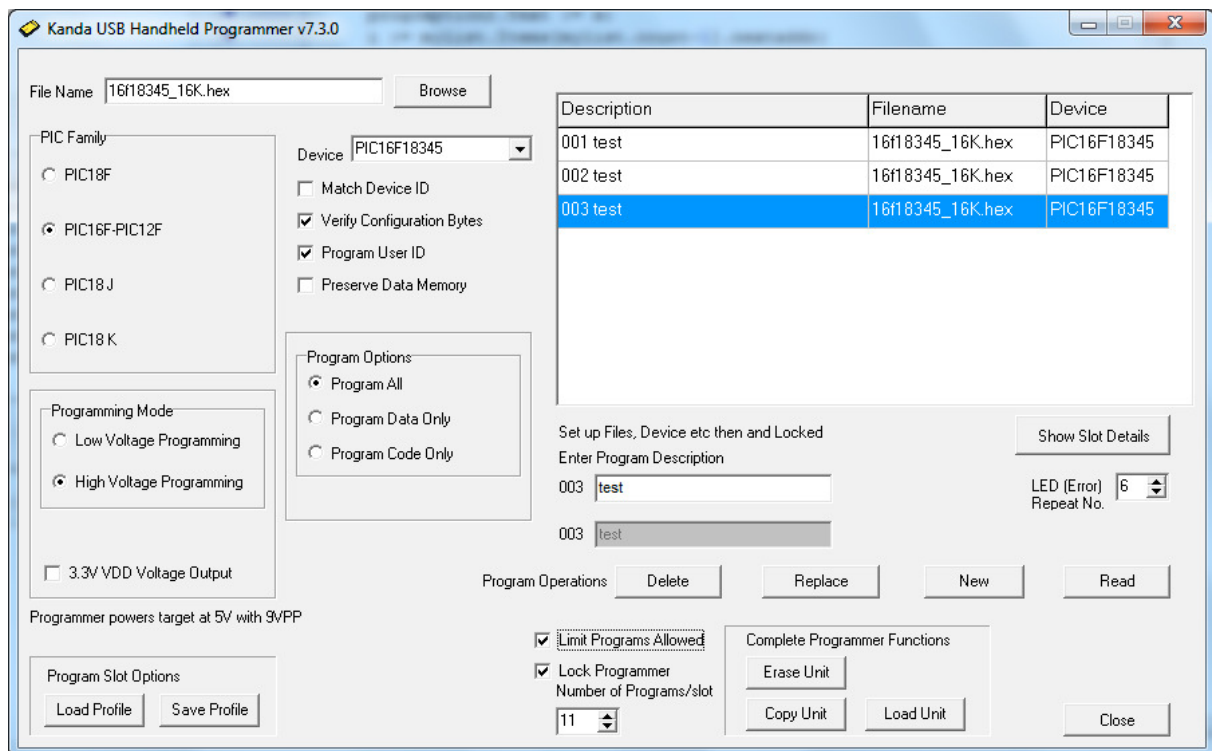 Kanda USB Handheld Programmer v7.3.0
File Name 16f18345_16K.hex Browse
PIC Family
PIC18F
PIC16F-PIC12F
PIC18 J
PIC18 K
Device PIC16F18345
Match Device ID
Verify Configuration Bytes
Program User ID
Preserve Data Memory
Program Options
Program All
Program Data Only
Program Code Only
Programming Mode
Low Voltage Programming
High Voltage Programming
3.3V VDD Voltage Output
Programmer powers target at 5V with 9VPP
Program Slot Options
Load Profile Save Profile
Description Filename Device
001 test 16f18345_16K.hex PIC16F18345
002 test 16f18345_16K.hex PIC16F18345
003 test 16f18345_16K.hex PIC16F18345
Set up Files, Device etc then and Locked
Enter Program Description
003 test
003 test
Show Slot Details
LED (Error) 6
Repeat No.
Program Operations Delete Replace New Read
Limit Programs Allowed
Lock Programmer
Number of Programs/slot
11
Complete Programmer Functions
Erase Unit
Copy Unit Load Unit
Close